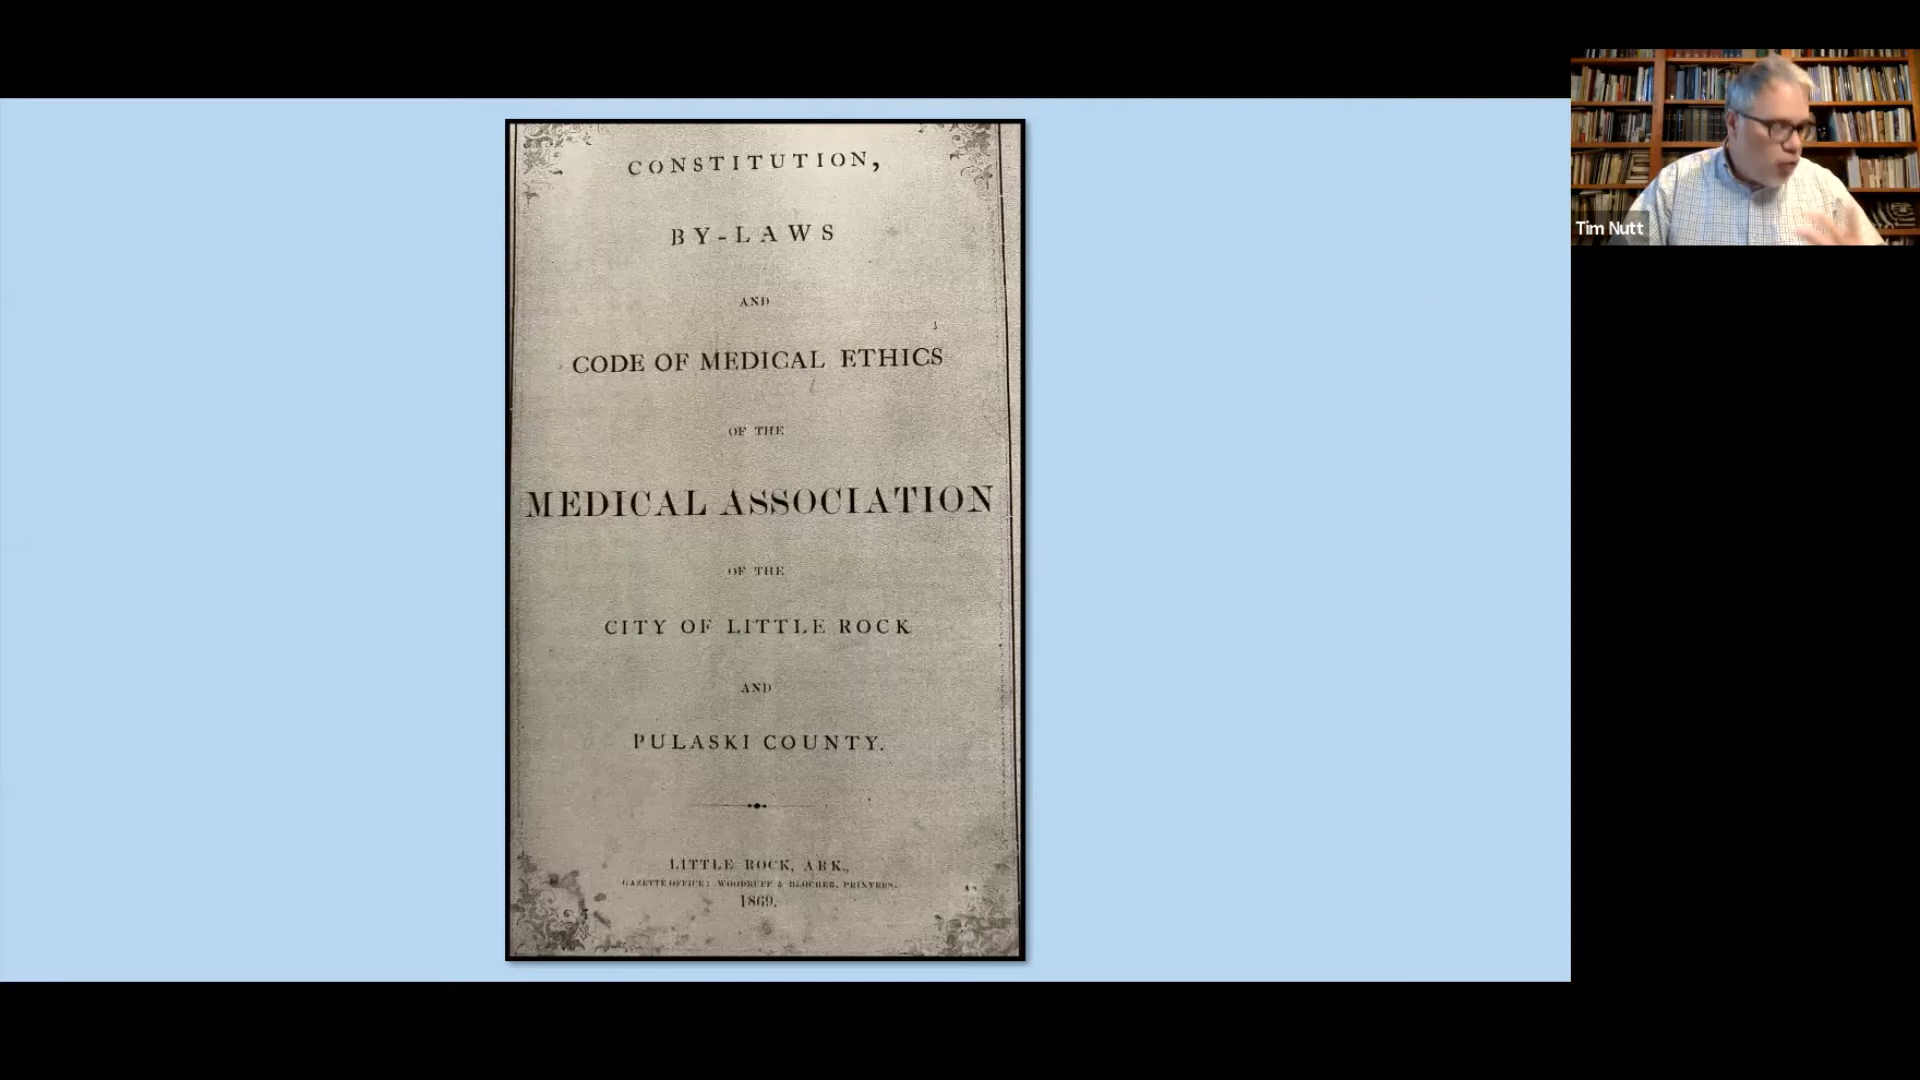 CONSTITUTION,
BY-LAWS
AND
CODE OF MEDICAL ETHICS
OF THE
MEDICAL ASSOCIATION
OF THE
CITY OF LITTLE ROCK
AND
PULASKI COUNTY.
LITTLE ROCK, ARK.,
GAZETTE OFFICE: WOODRUFF & BLOCHER, PRINTERS.
1869.
Tim Nutt